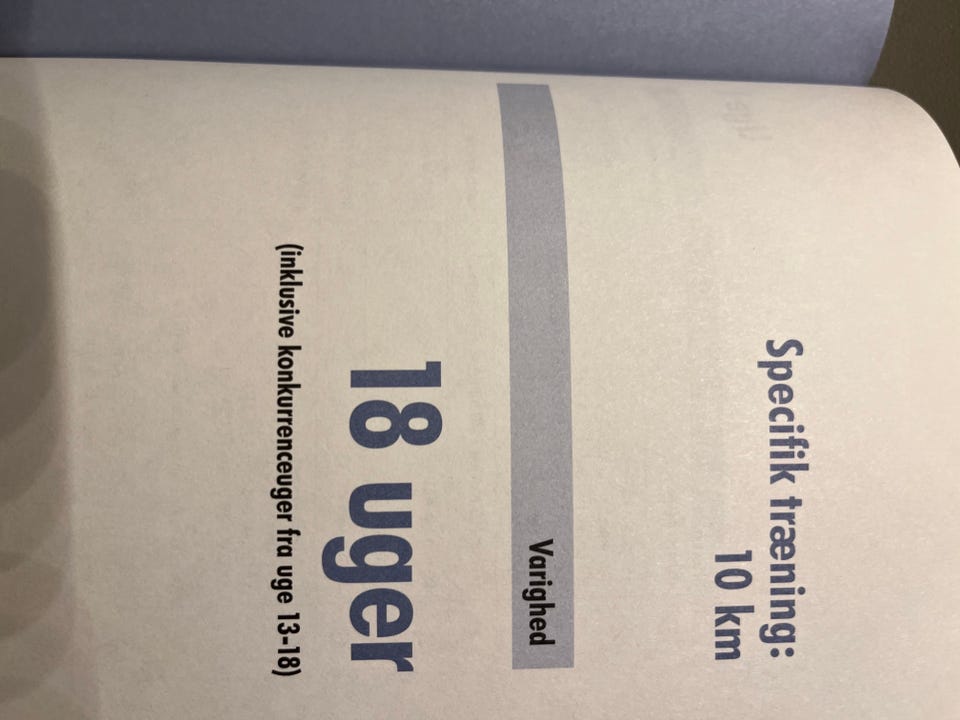 Specifik træning:
10 km
Varighed
18 uger
(inklusive konkurrenceuger fra uge 13-18)